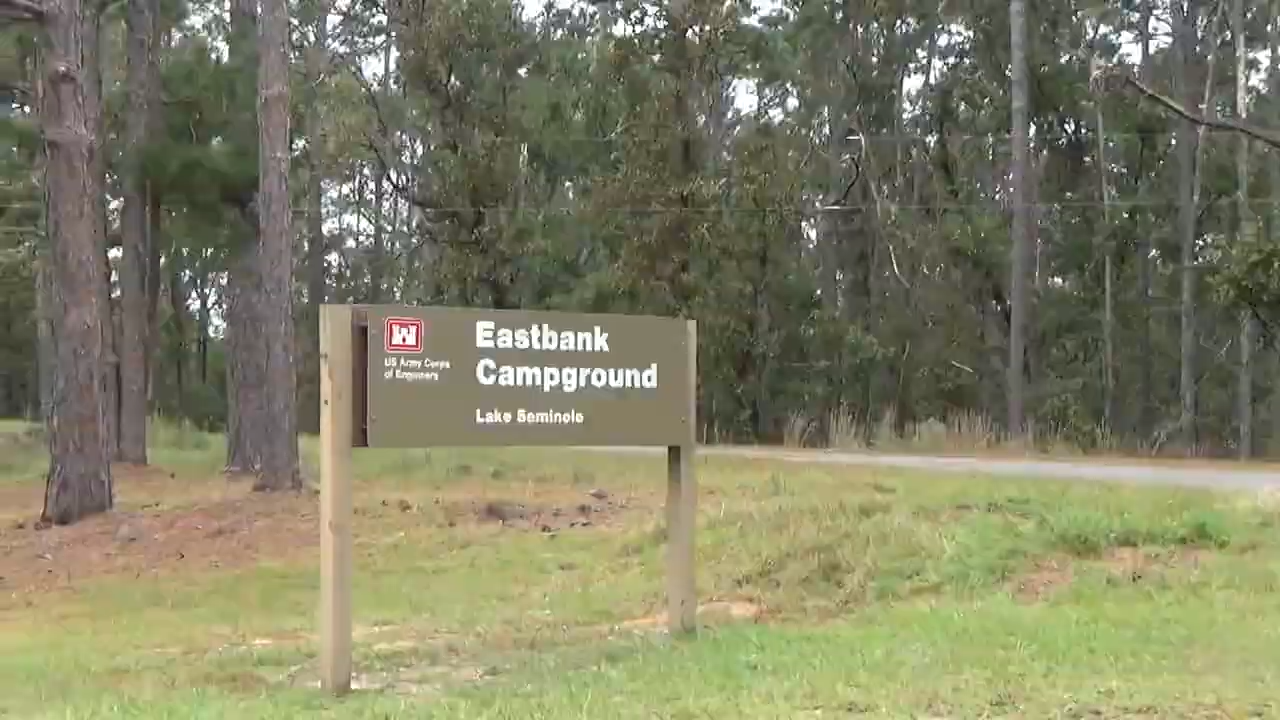 US Army Corps
of Engineers
Eastbank
Campground
Lake Seminole